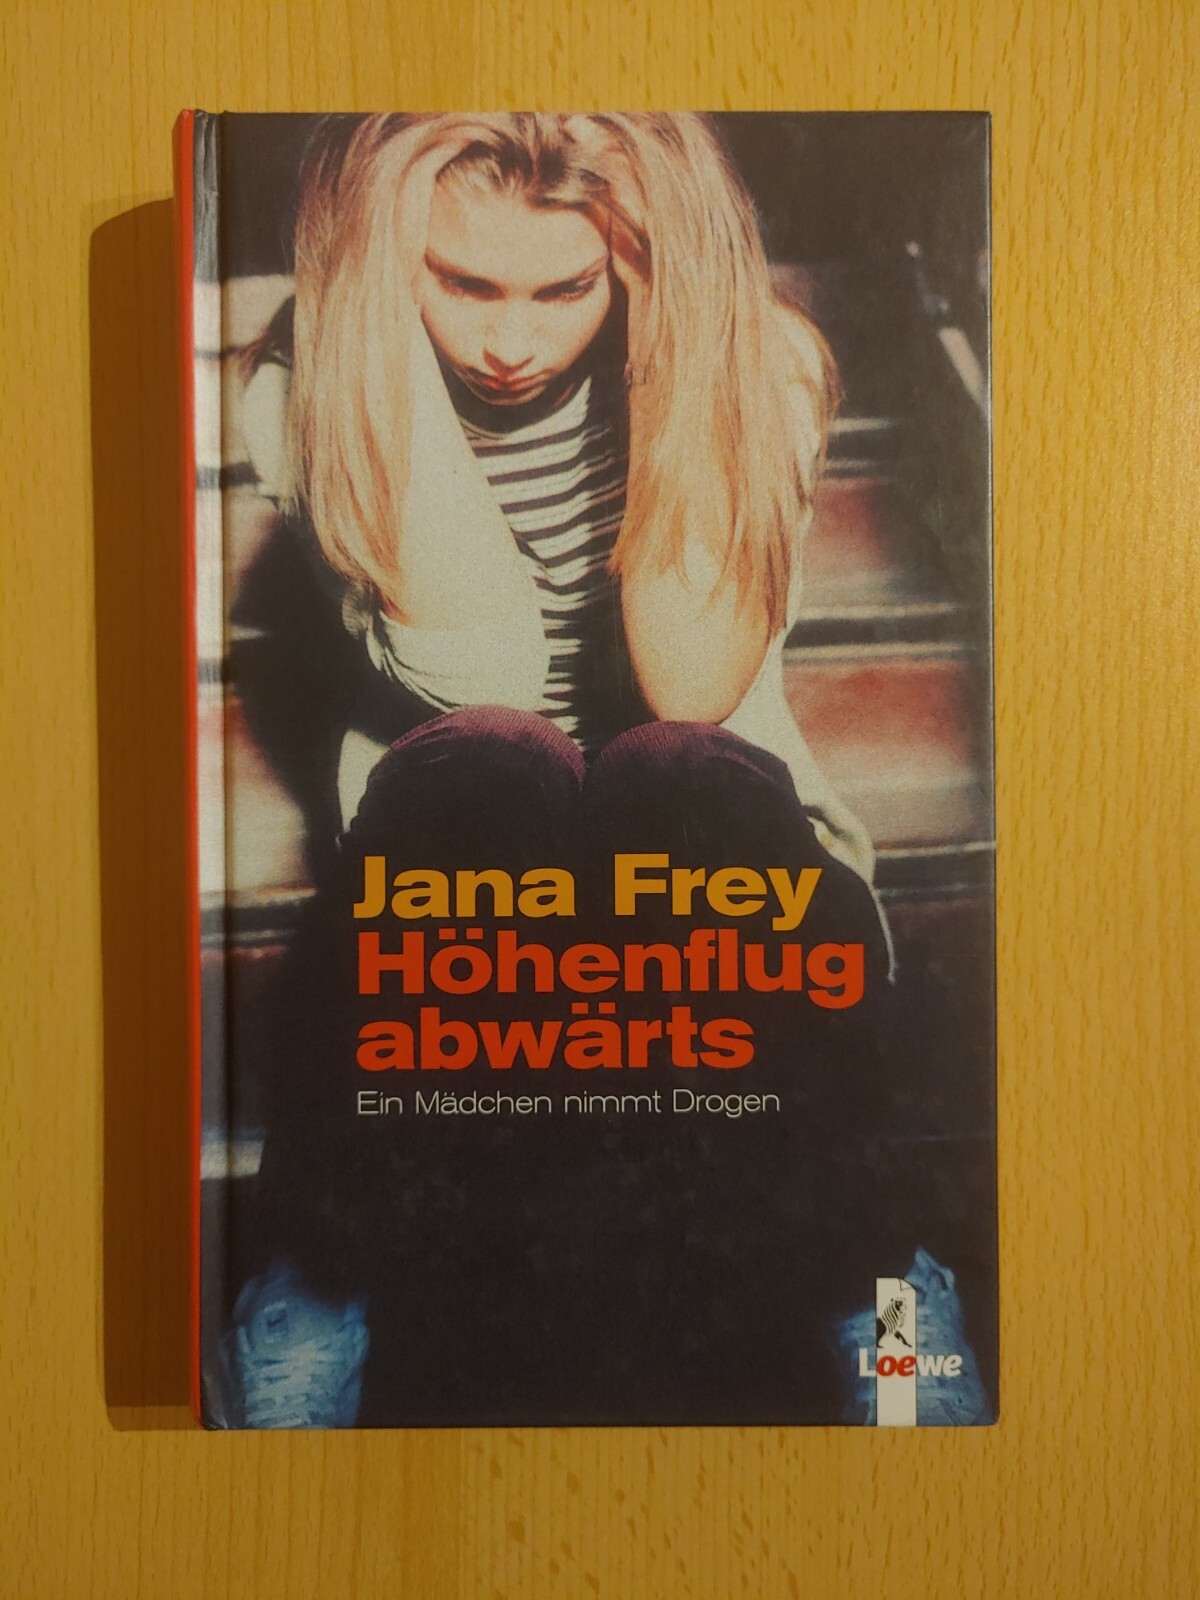 Jana Frey
Höhenflug
abwärts
Ein Mädchen nimmt Drogen
Loewe